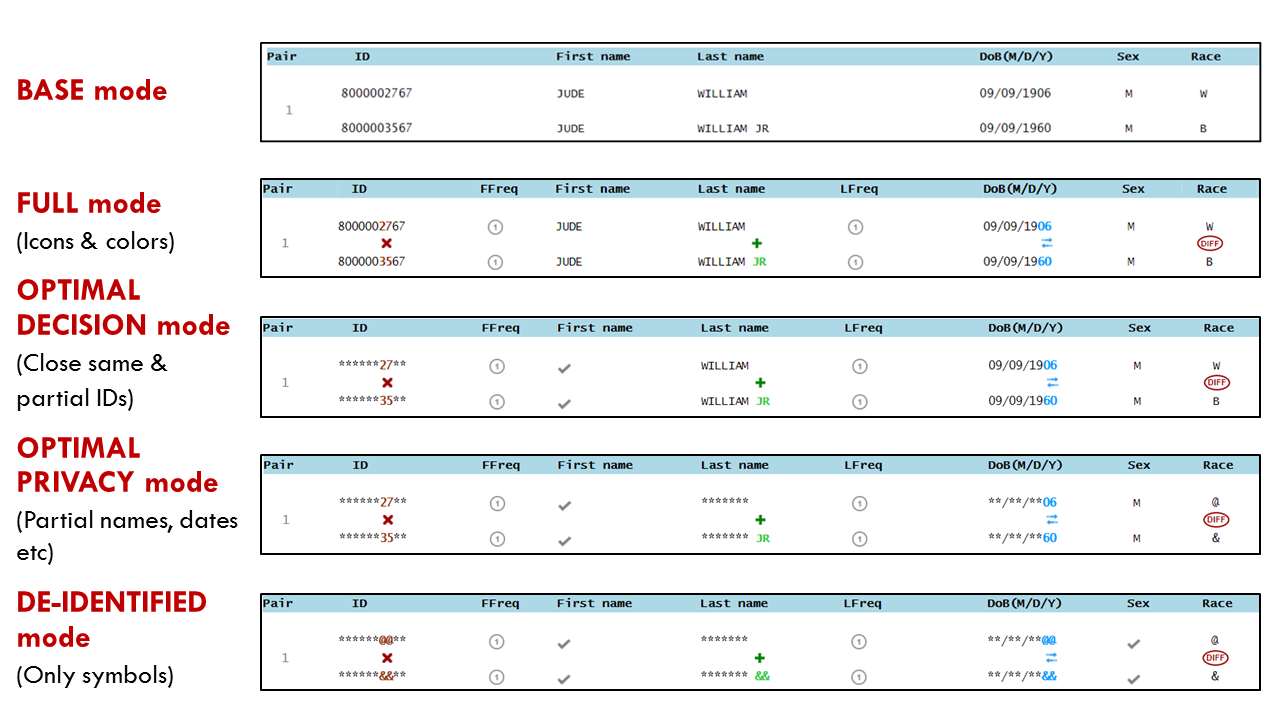 Pair ID First name Last name DoB(M/D/Y) Sex Race
BASE mode
8000002767 JUDE WILLIAM 09/09/1906 M W
1
8000003567 JUDE WILLIAM JR 09/09/1960 M B
Pair ID FFreq First name Last name LFreq DoB(M/D/Y) Sex Race
FULL mode
(Icons & colors)
8000002767 1 JUDE WILLIAM 1 09/09/1906 M W
1 DIFF
8000003567 1 JUDE WILLIAM JR 1 09/09/1960 M B
OPTIMAL
DECISION mode
(Close same &
partial IDs)
Pair ID FFreq First name Last name LFreq DoB(M/D/Y) Sex Race
******27** 1 ✓ WILLIAM 1 09/09/1906 M W
1 DIFF
******35** 1 ✓ WILLIAM JR 1 09/09/1960 M B
OPTIMAL
PRIVACY mode
(Partial names, dates
etc)
Pair ID FFreq First name Last name LFreq DoB(M/D/Y) Sex Race
******27** 1 ✓ ******* 1 **/**/**06 M @
1 DIFF
******35** 1 ✓ ******* JR 1 **/**/**60 M &
DE-IDENTIFIED
mode
(Only symbols)
Pair ID FFreq First name Last name LFreq DoB(M/D/Y) Sex Race
******@@** 1 ✓ ******* 1 **/**/**@@ ✓ @
1 DIFF
******&&** 1 ✓ ******* && 1 **/**/**&& ✓ &